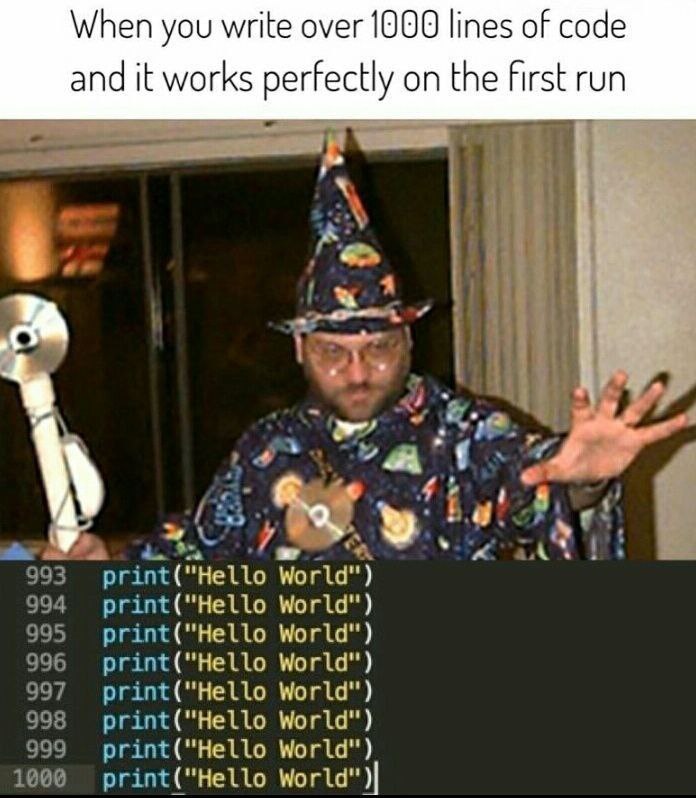 When you write over 1000 lines of code
and it works perfectly on the first run
993 print("Hello World")
994 print("Hello World")
995 print("Hello World")
996 print("Hello World")
997 print("Hello World")
998 print("Hello World")
999 print("Hello World")
1000 print("Hello World")